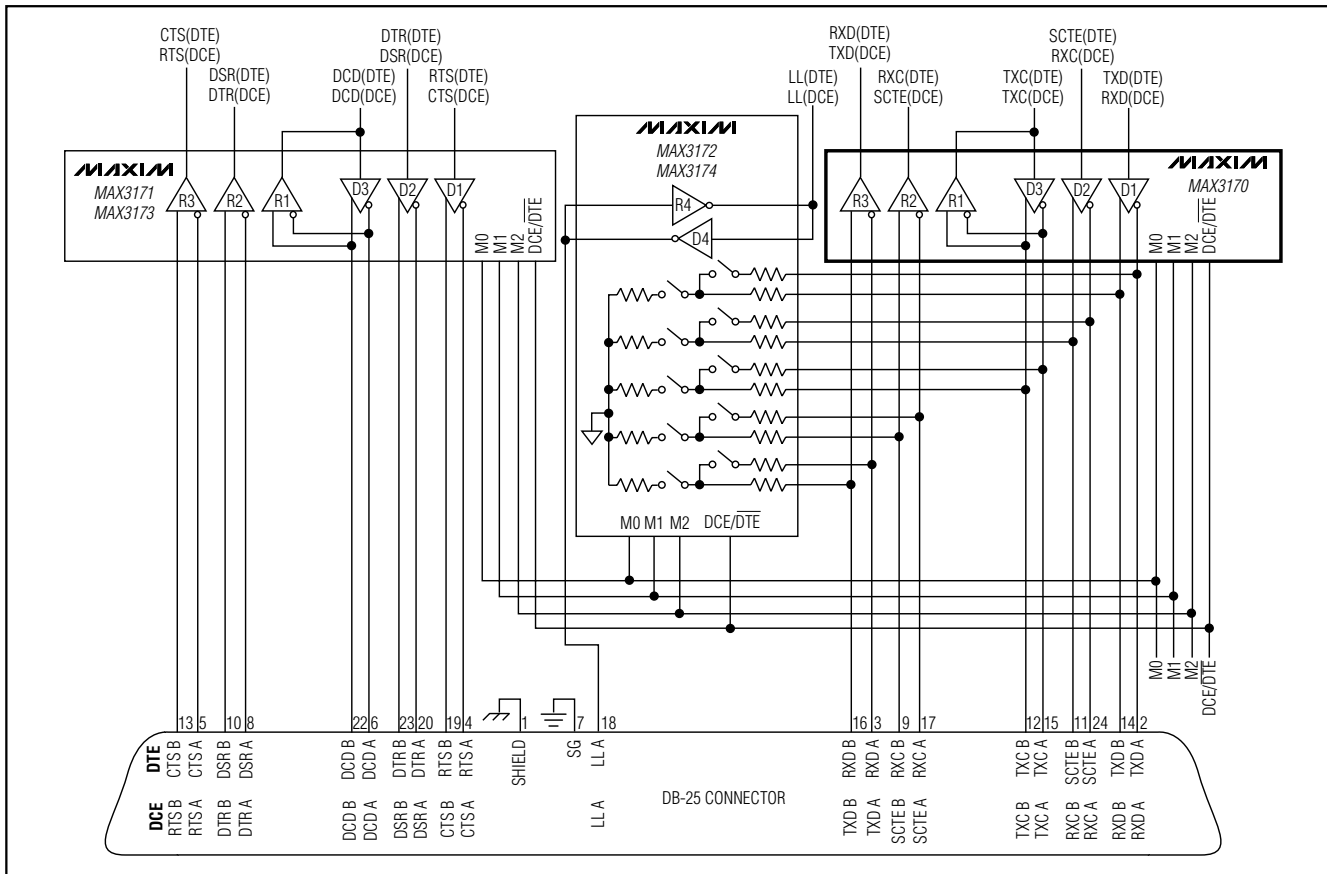 CTS(DTE)
RTS(DCE)
DSR(DTE)
DTR(DCE)
DCD(DTE)
DCD(DCE)
DTR(DTE)
DSR(DCE)
RTS(DTE)
CTS(DCE)
LL(DTE)
LL(DCE)
RXD(DTE)
TXD(DCE)
RXC(DTE)
SCTE(DCE)
TXC(DTE)
TXC(DCE)
SCTE(DTE)
RXC(DCE)
TXD(DTE)
RXD(DCE)
MAXIM
MAX3171
MAX3173
R3
R2
R1
D3
D2
D1
M0
M1
M2
DCE/DTE
MAXIM
MAX3172
MAX3174
R4
D4
M0 M1 M2 DCE/DTE
MAXIM
MAX3170
R3
R2
R1
D3
D2
D1
M0
M1
M2
DCE/DTE
M0
M1
M2
DCE/DTE
13 5 10 8 22 6 23 20 19 4 1 7 18 16 3 9 17 12 15 11 24 14 2
DTE
CTS B
CTS A
DSR B
DSR A
DCD B
DCD A
DTR B
DTR A
RTS B
RTS A
SHIELD
SG
LL A
RXD B
RXD A
RXC B
RXC A
TXC B
TXC A
SCTE B
SCTE A
TXD B
TXD A
DB-25 CONNECTOR
DCE
RTS B
RTS A
DTR B
DTR A
DCD B
DCD A
DSR B
DSR A
CTS B
CTS A
LL A
TXD B
TXD A
SCTE B
SCTE A
TXC B
TXC A
RXC B
RXC A
RXD B
RXD A